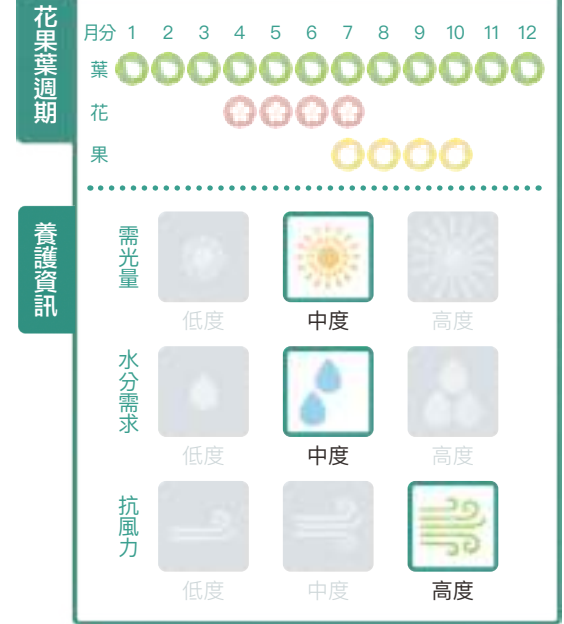 花果葉週期
月分 1 2 3 4 5 6 7 8 9 10 11 12
葉
花
果
養護資訊
需光量
低度 中度 高度
水分需求
低度 中度 高度
抗風力
低度 中度 高度